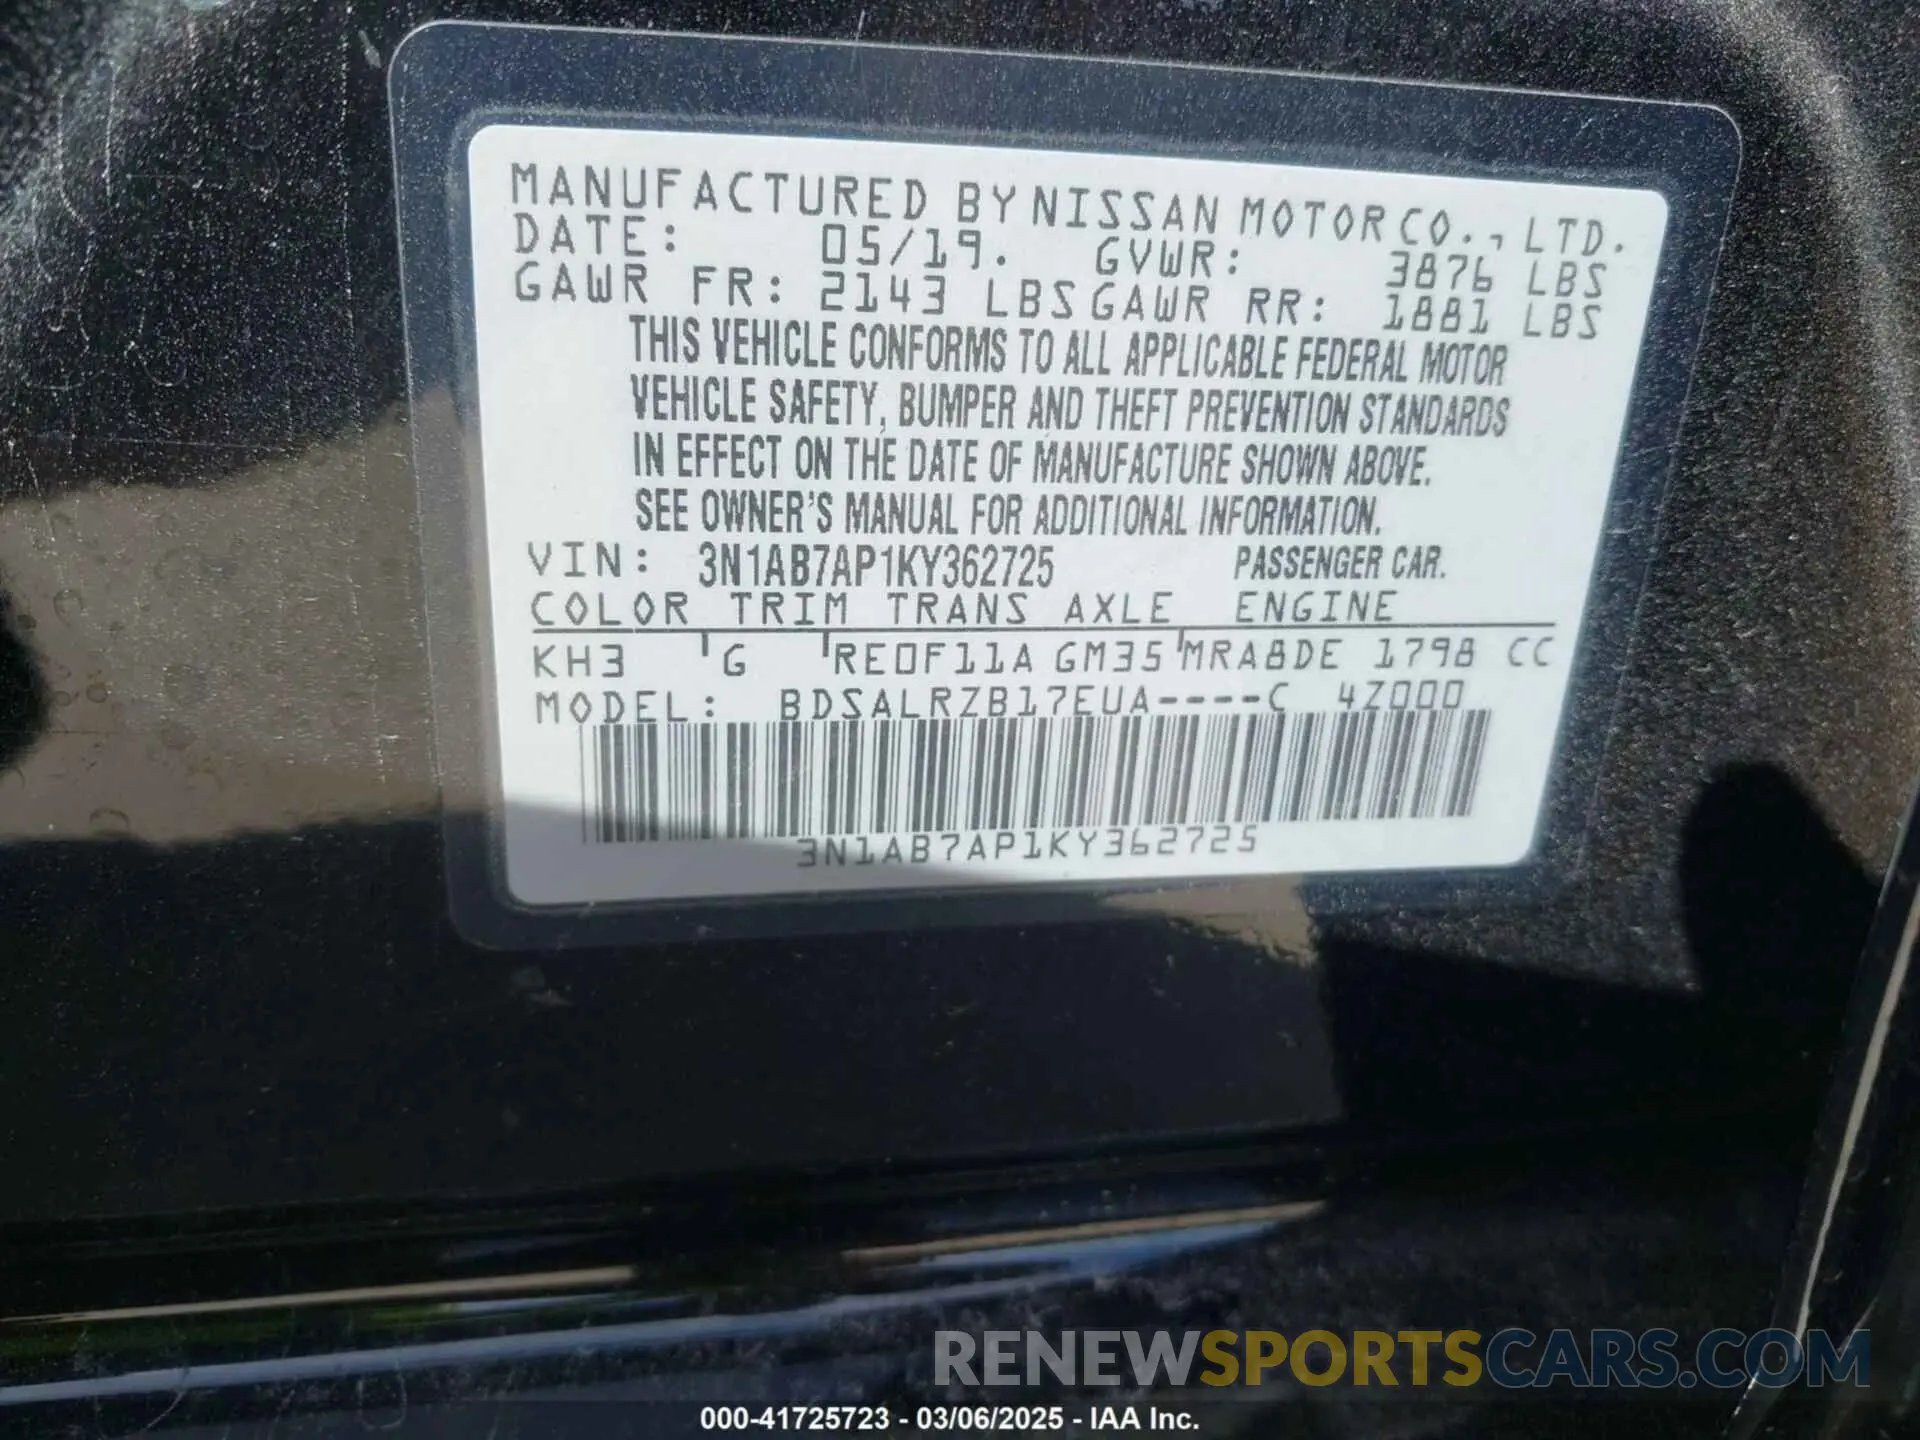 MANUFACTURED BY NISSAN MOTOR CO., LTD.
DATE: 05/19. GVWR: 3876 LBS
GAWR FR: 2143 LBS GAWR RR: 1881 LBS
THIS VEHICLE CONFORMS TO ALL APPLICABLE FEDERAL MOTOR
VEHICLE SAFETY, BUMPER AND THEFT PREVENTION STANDARDS
IN EFFECT ON THE DATE OF MANUFACTURE SHOWN ABOVE.
SEE OWNER'S MANUAL FOR ADDITIONAL INFORMATION.
VIN: 3N1AB7AP1KY362725 PASSENGER CAR.
COLOR TRIM TRANS AXLE ENGINE
KH3 G RE0F11A GM35 MRA8DE 1798 CC
MODEL: BDSALRZB17EUA----C 4Z000
3N1AB7AP1KY362725
RENEWSPORTSCARS.COM
000-41725723 - 03/06/2025 - IAA Inc.